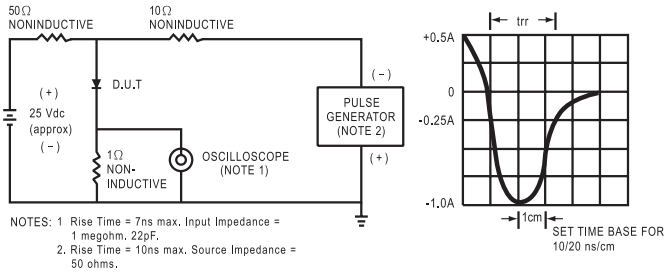 50Ω
NONINDUCTIVE
10Ω
NONINDUCTIVE
(+)
25 Vdc
(approx)
(−)
D.U.T
1Ω
NON-
INDUCTIVE
OSCILLOSCOPE
(NOTE 1)
(−)
PULSE
GENERATOR
(NOTE 2)
(+)
NOTES: 1 Rise Time = 7ns max. Input Impedance =
1 megohm. 22pF.
2. Rise Time = 10ns max. Source Impedance =
50 ohms.
trr
+0.5A
0
-0.25A
-1.0A
1cm
SET TIME BASE FOR
10/20 ns/cm